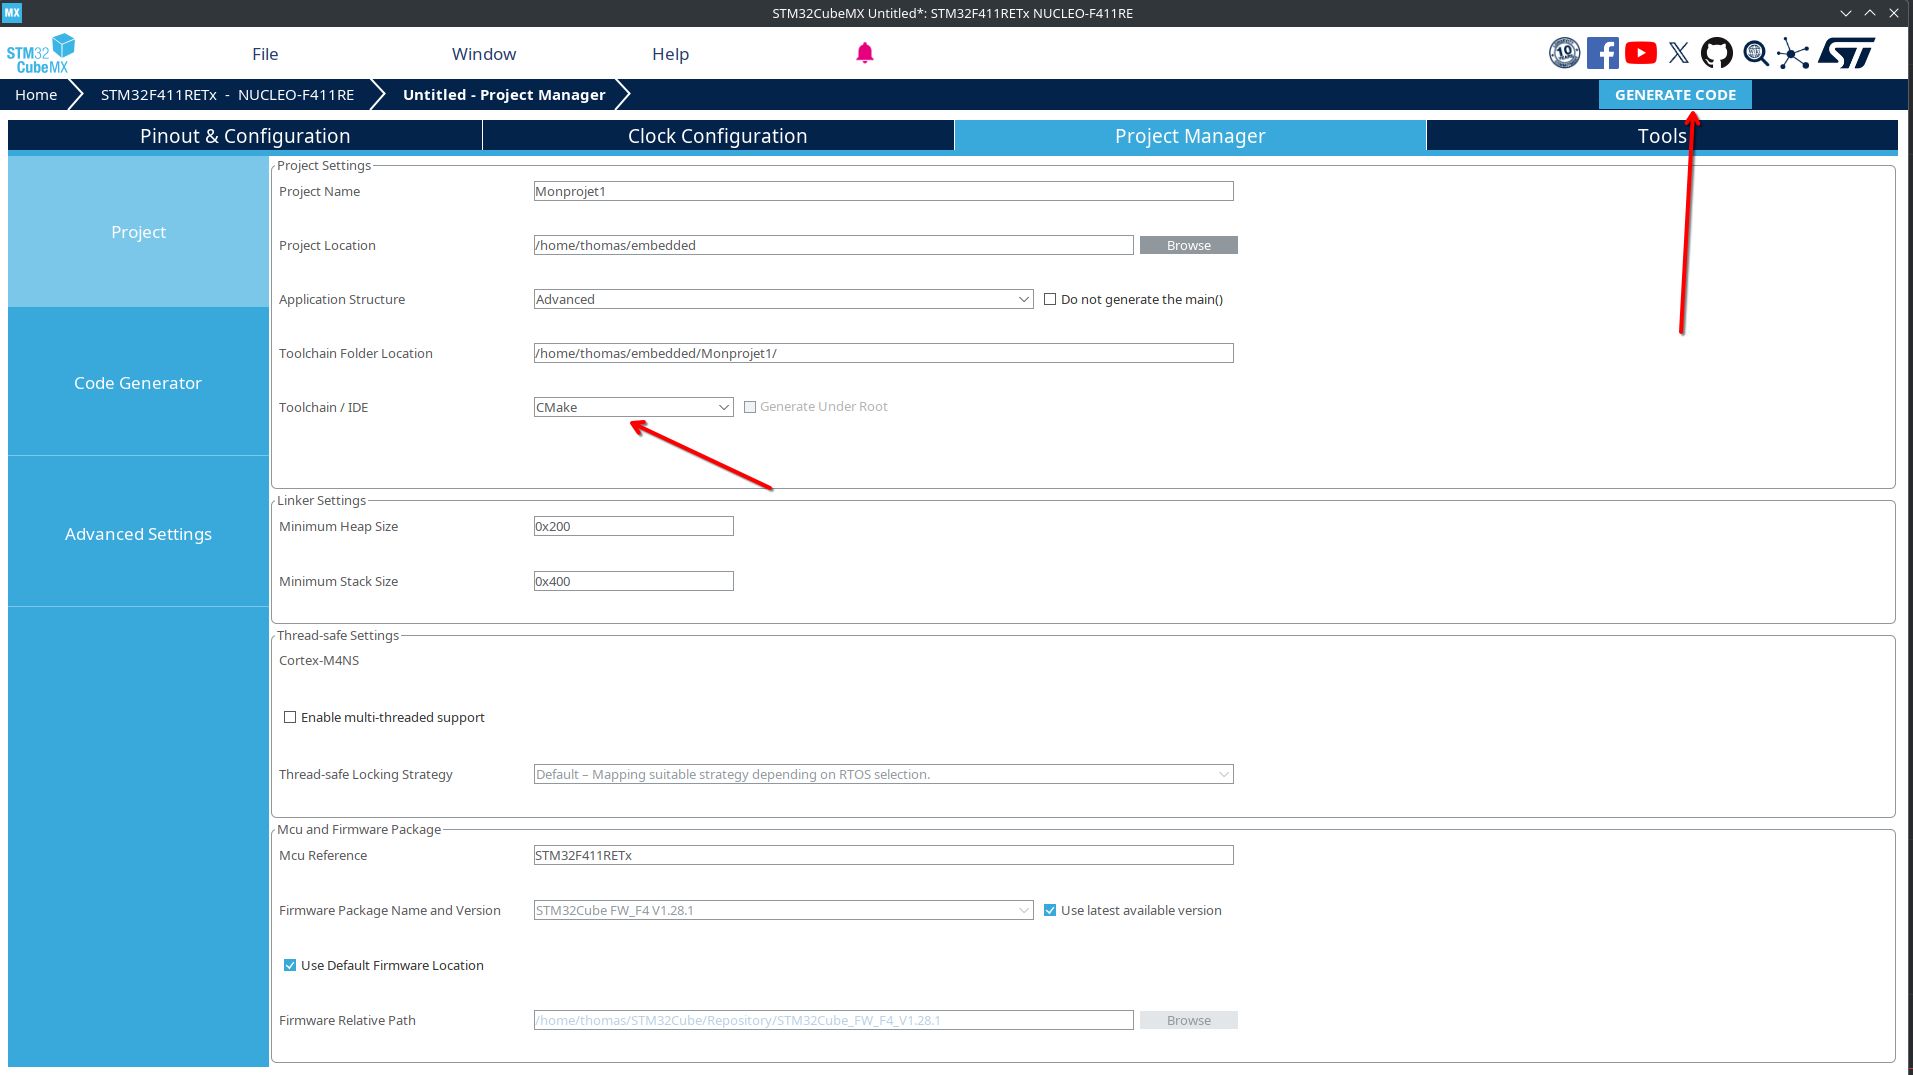 MX
STM32CubeMX Untitled*: STM32F411RETx NUCLEO-F411RE
STM32
CubeMX
File
Window
Help
10
ST
Home
STM32F411RETx - NUCLEO-F411RE
Untitled - Project Manager
GENERATE CODE
Pinout & Configuration
Clock Configuration
Project Manager
Tools
Project
Code Generator
Advanced Settings
Project Settings
Project Name
Monprojet1
Project Location
/home/thomas/embedded
Browse
Application Structure
Advanced
Do not generate the main()
Toolchain Folder Location
/home/thomas/embedded/Monprojet1/
Toolchain / IDE
CMake
Generate Under Root
Linker Settings
Minimum Heap Size
0x200
Minimum Stack Size
0x400
Thread-safe Settings
Cortex-M4NS
Enable multi-threaded support
Thread-safe Locking Strategy
Default – Mapping suitable strategy depending on RTOS selection.
Mcu and Firmware Package
Mcu Reference
STM32F411RETx
Firmware Package Name and Version
STM32Cube FW_F4 V1.28.1
Use latest available version
Use Default Firmware Location
Firmware Relative Path
/home/thomas/STM32Cube/Repository/STM32Cube_FW_F4_V1.28.1
Browse